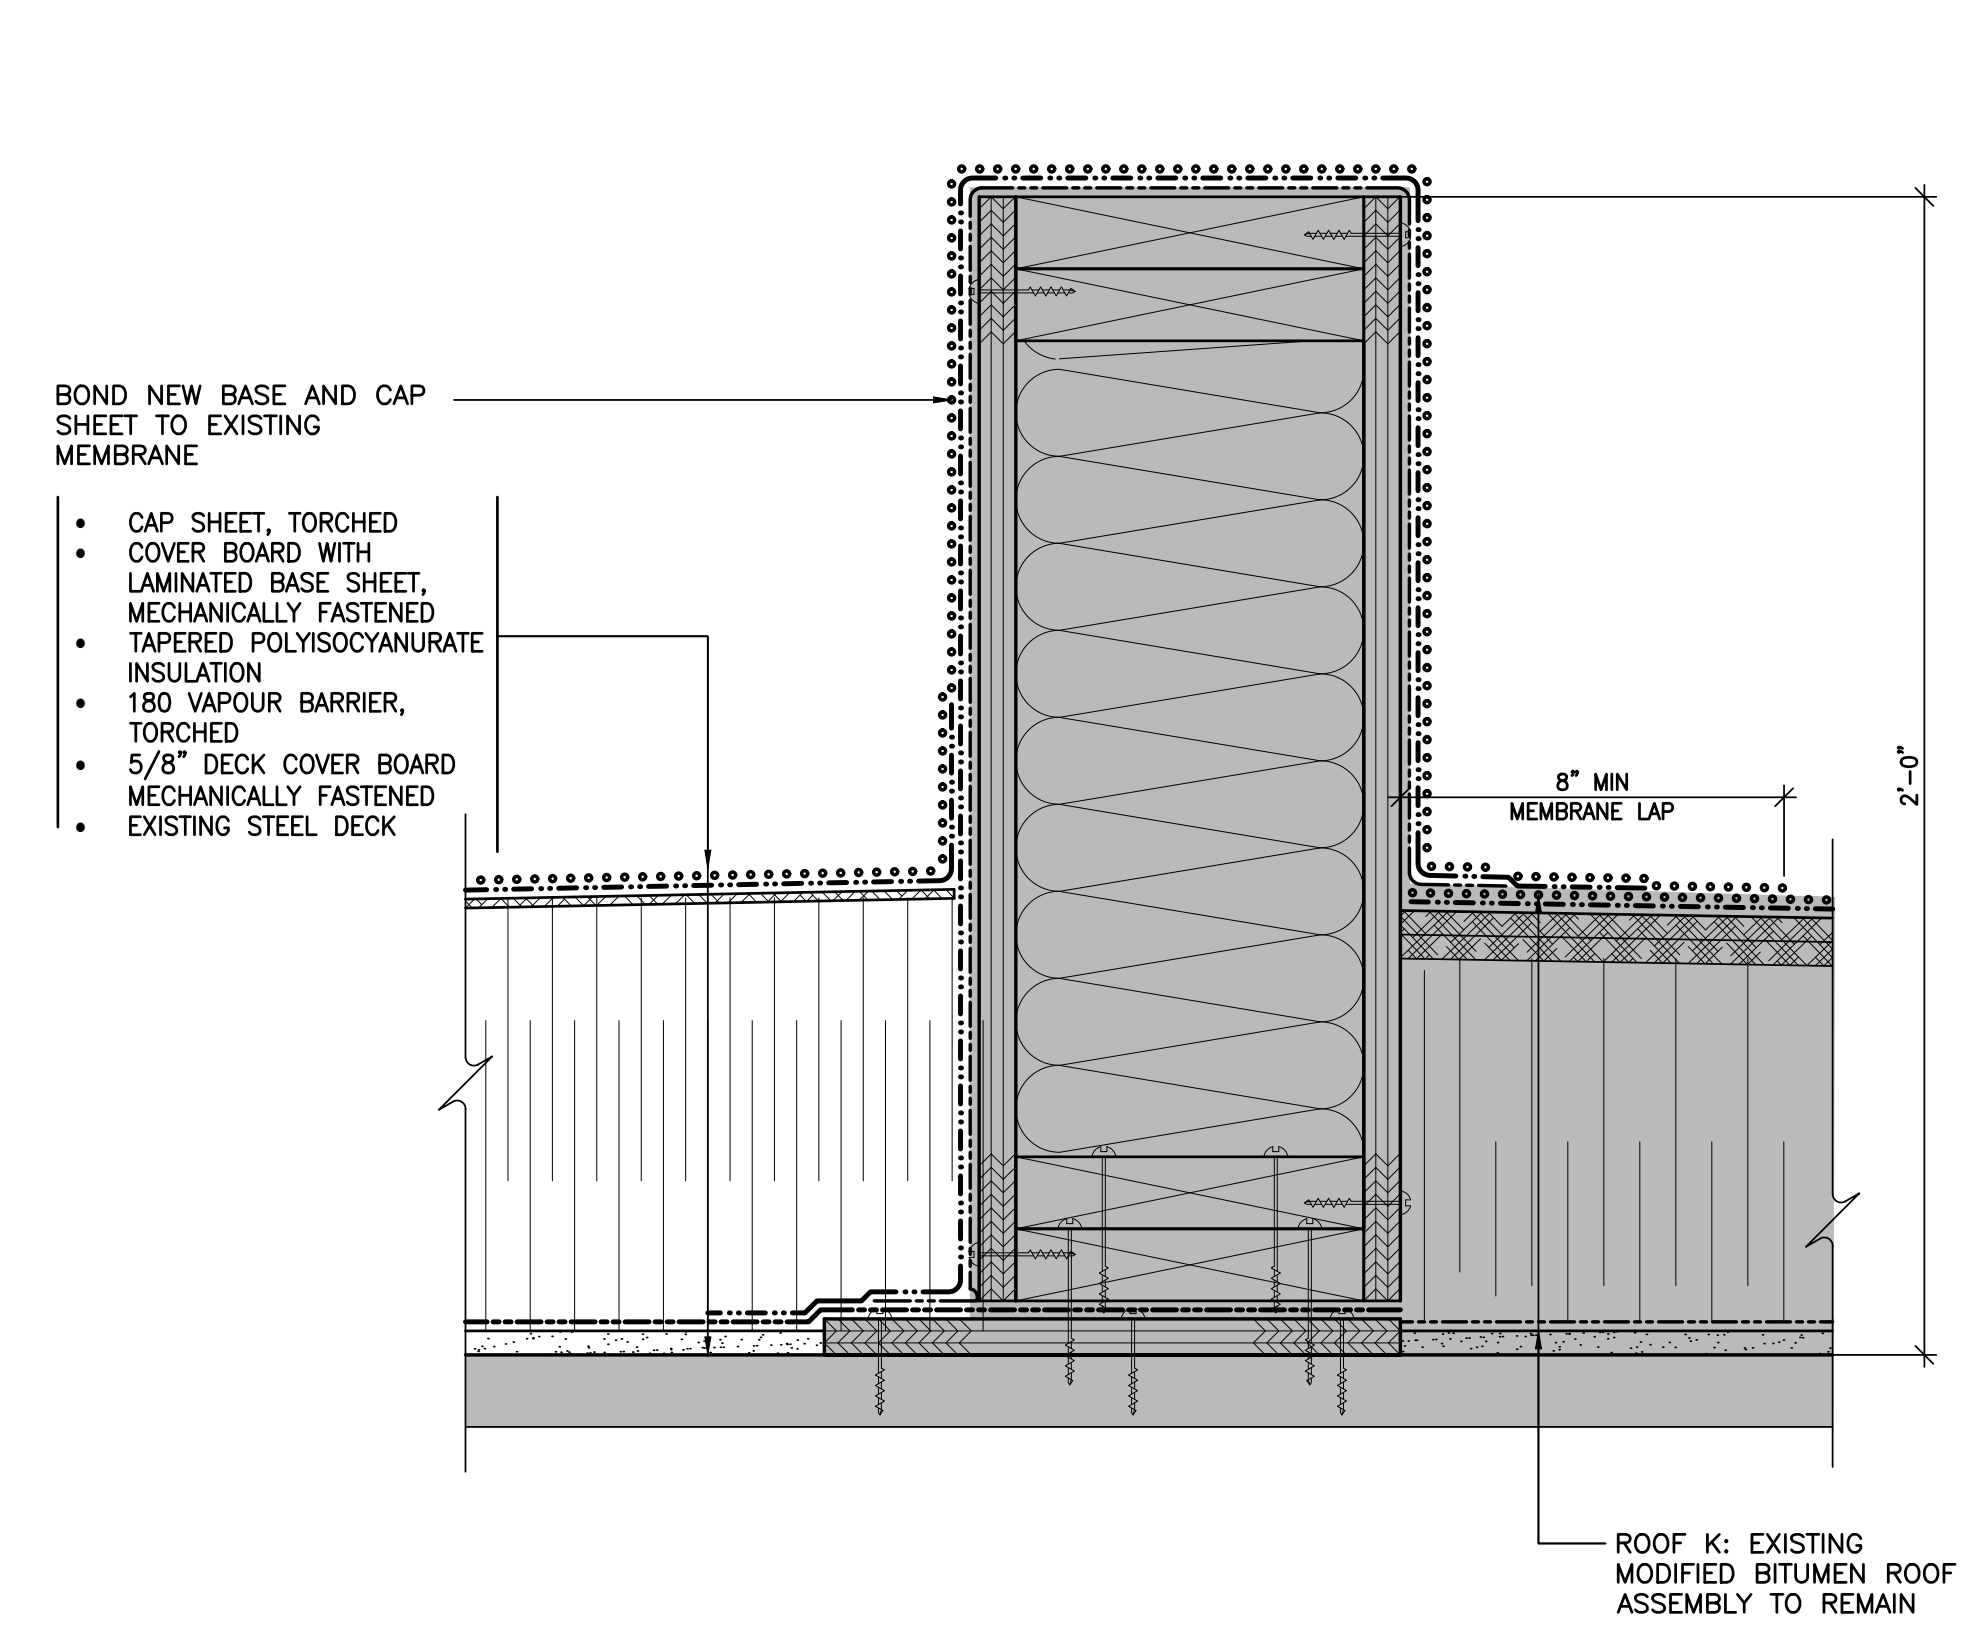 BOND NEW BASE AND CAP
SHEET TO EXISTING
MEMBRANE
• CAP SHEET, TORCHED
• COVER BOARD WITH
LAMINATED BASE SHEET,
MECHANICALLY FASTENED
• TAPERED POLYISOCYANURATE
INSULATION
• 180 VAPOUR BARRIER,
TORCHED
• 5/8" DECK COVER BOARD
MECHANICALLY FASTENED
• EXISTING STEEL DECK
8" MIN
MEMBRANE LAP
2'-0"
ROOF K: EXISTING
MODIFIED BITUMEN ROOF
ASSEMBLY TO REMAIN